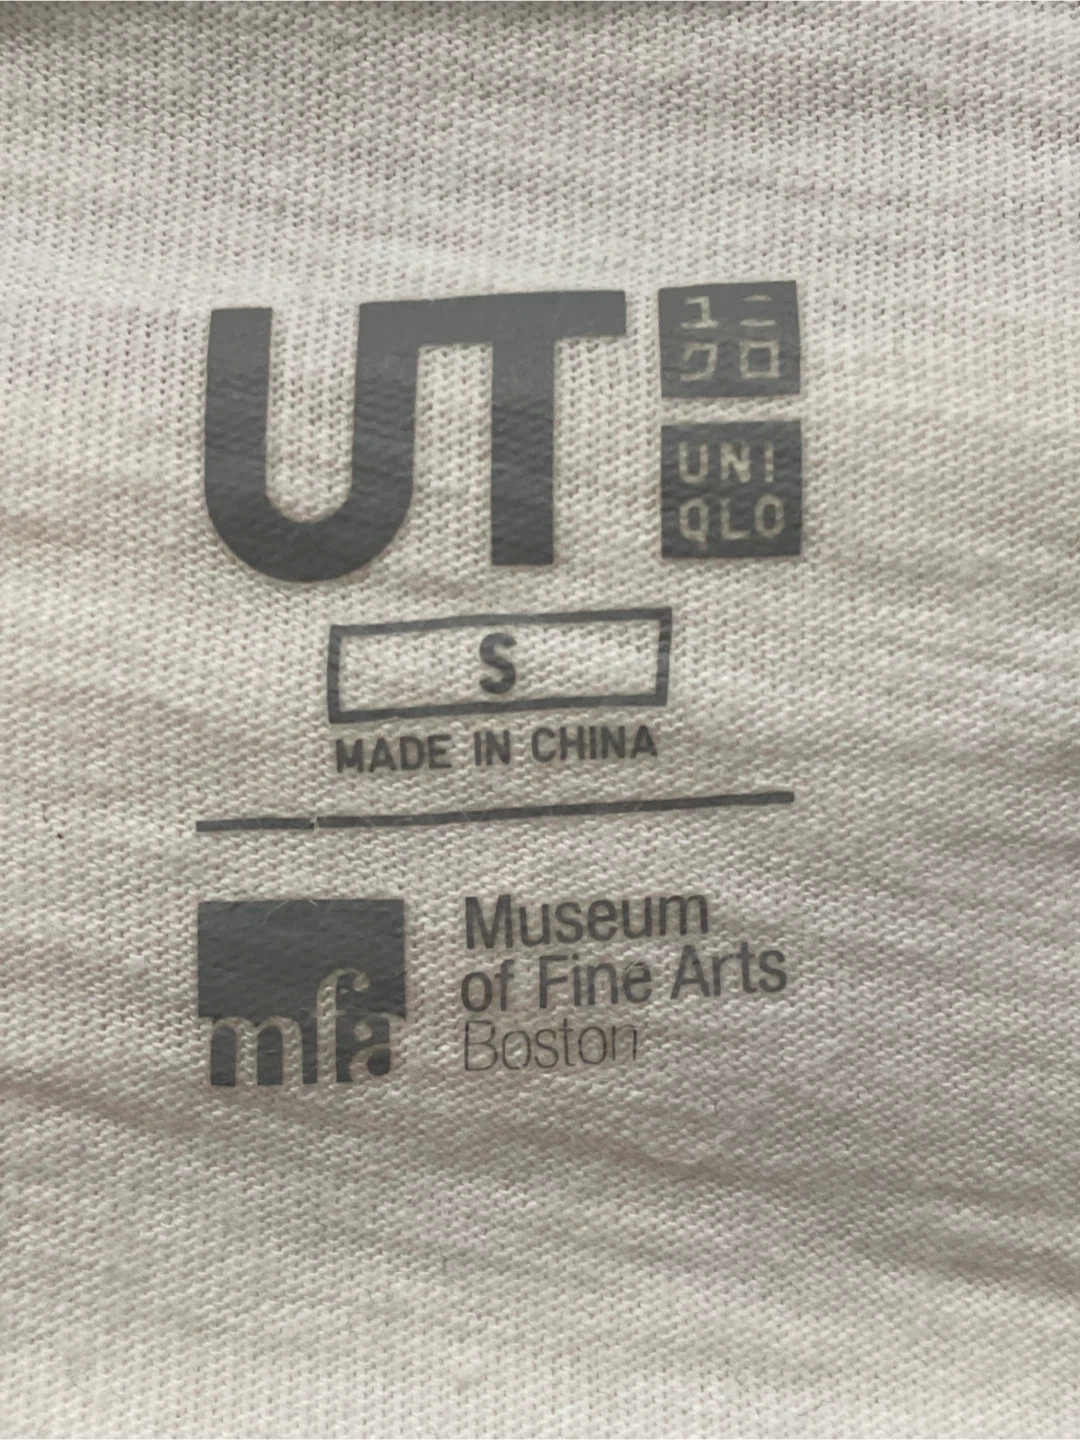 UT
ユニ
クロ
UNI
QLO
S
MADE IN CHINA
mfa
Museum
of Fine Arts
Boston